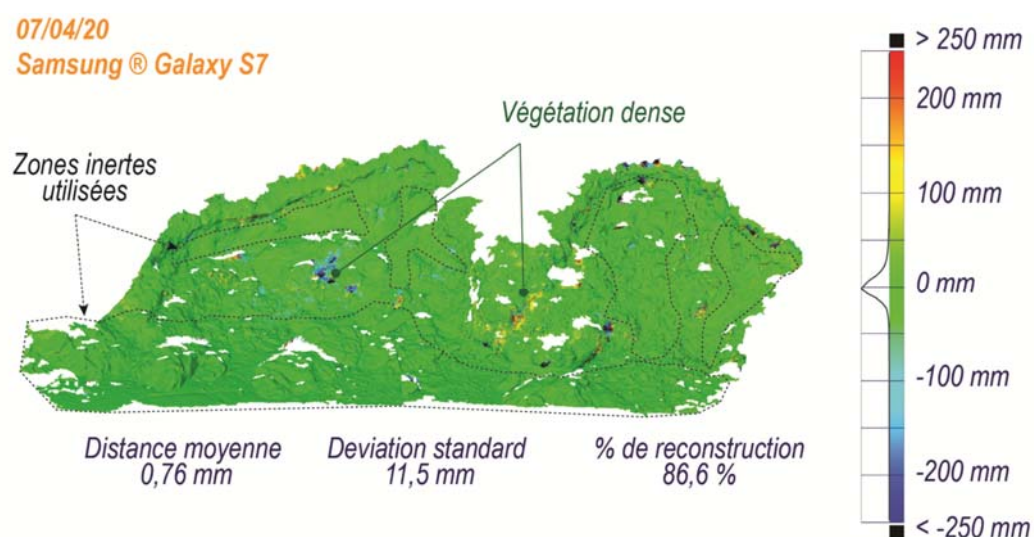 07/04/20
Samsung ® Galaxy S7
Végétation dense
Zones inertes
utilisées
Distance moyenne
0,76 mm
Deviation standard
11,5 mm
% de reconstruction
86,6 %
> 250 mm
200 mm
100 mm
0 mm
-100 mm
-200 mm
< -250 mm